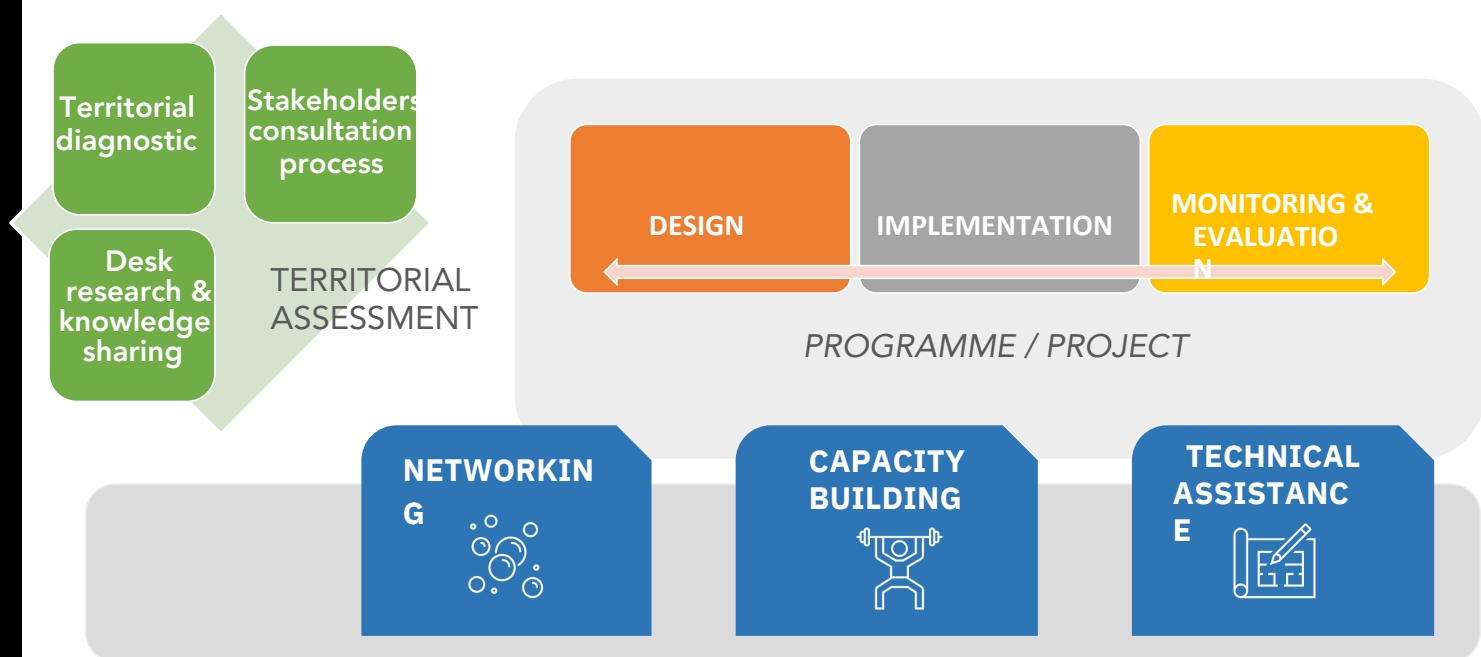 Territorial
diagnostic
Stakeholders
consultation
process
Desk
research &
knowledge
sharing
TERRITORIAL
ASSESSMENT
DESIGN
IMPLEMENTATION
MONITORING &
EVALUATIO
N
PROGRAMME / PROJECT
NETWORKIN
G
CAPACITY
BUILDING
TECHNICAL
ASSISTANC
E